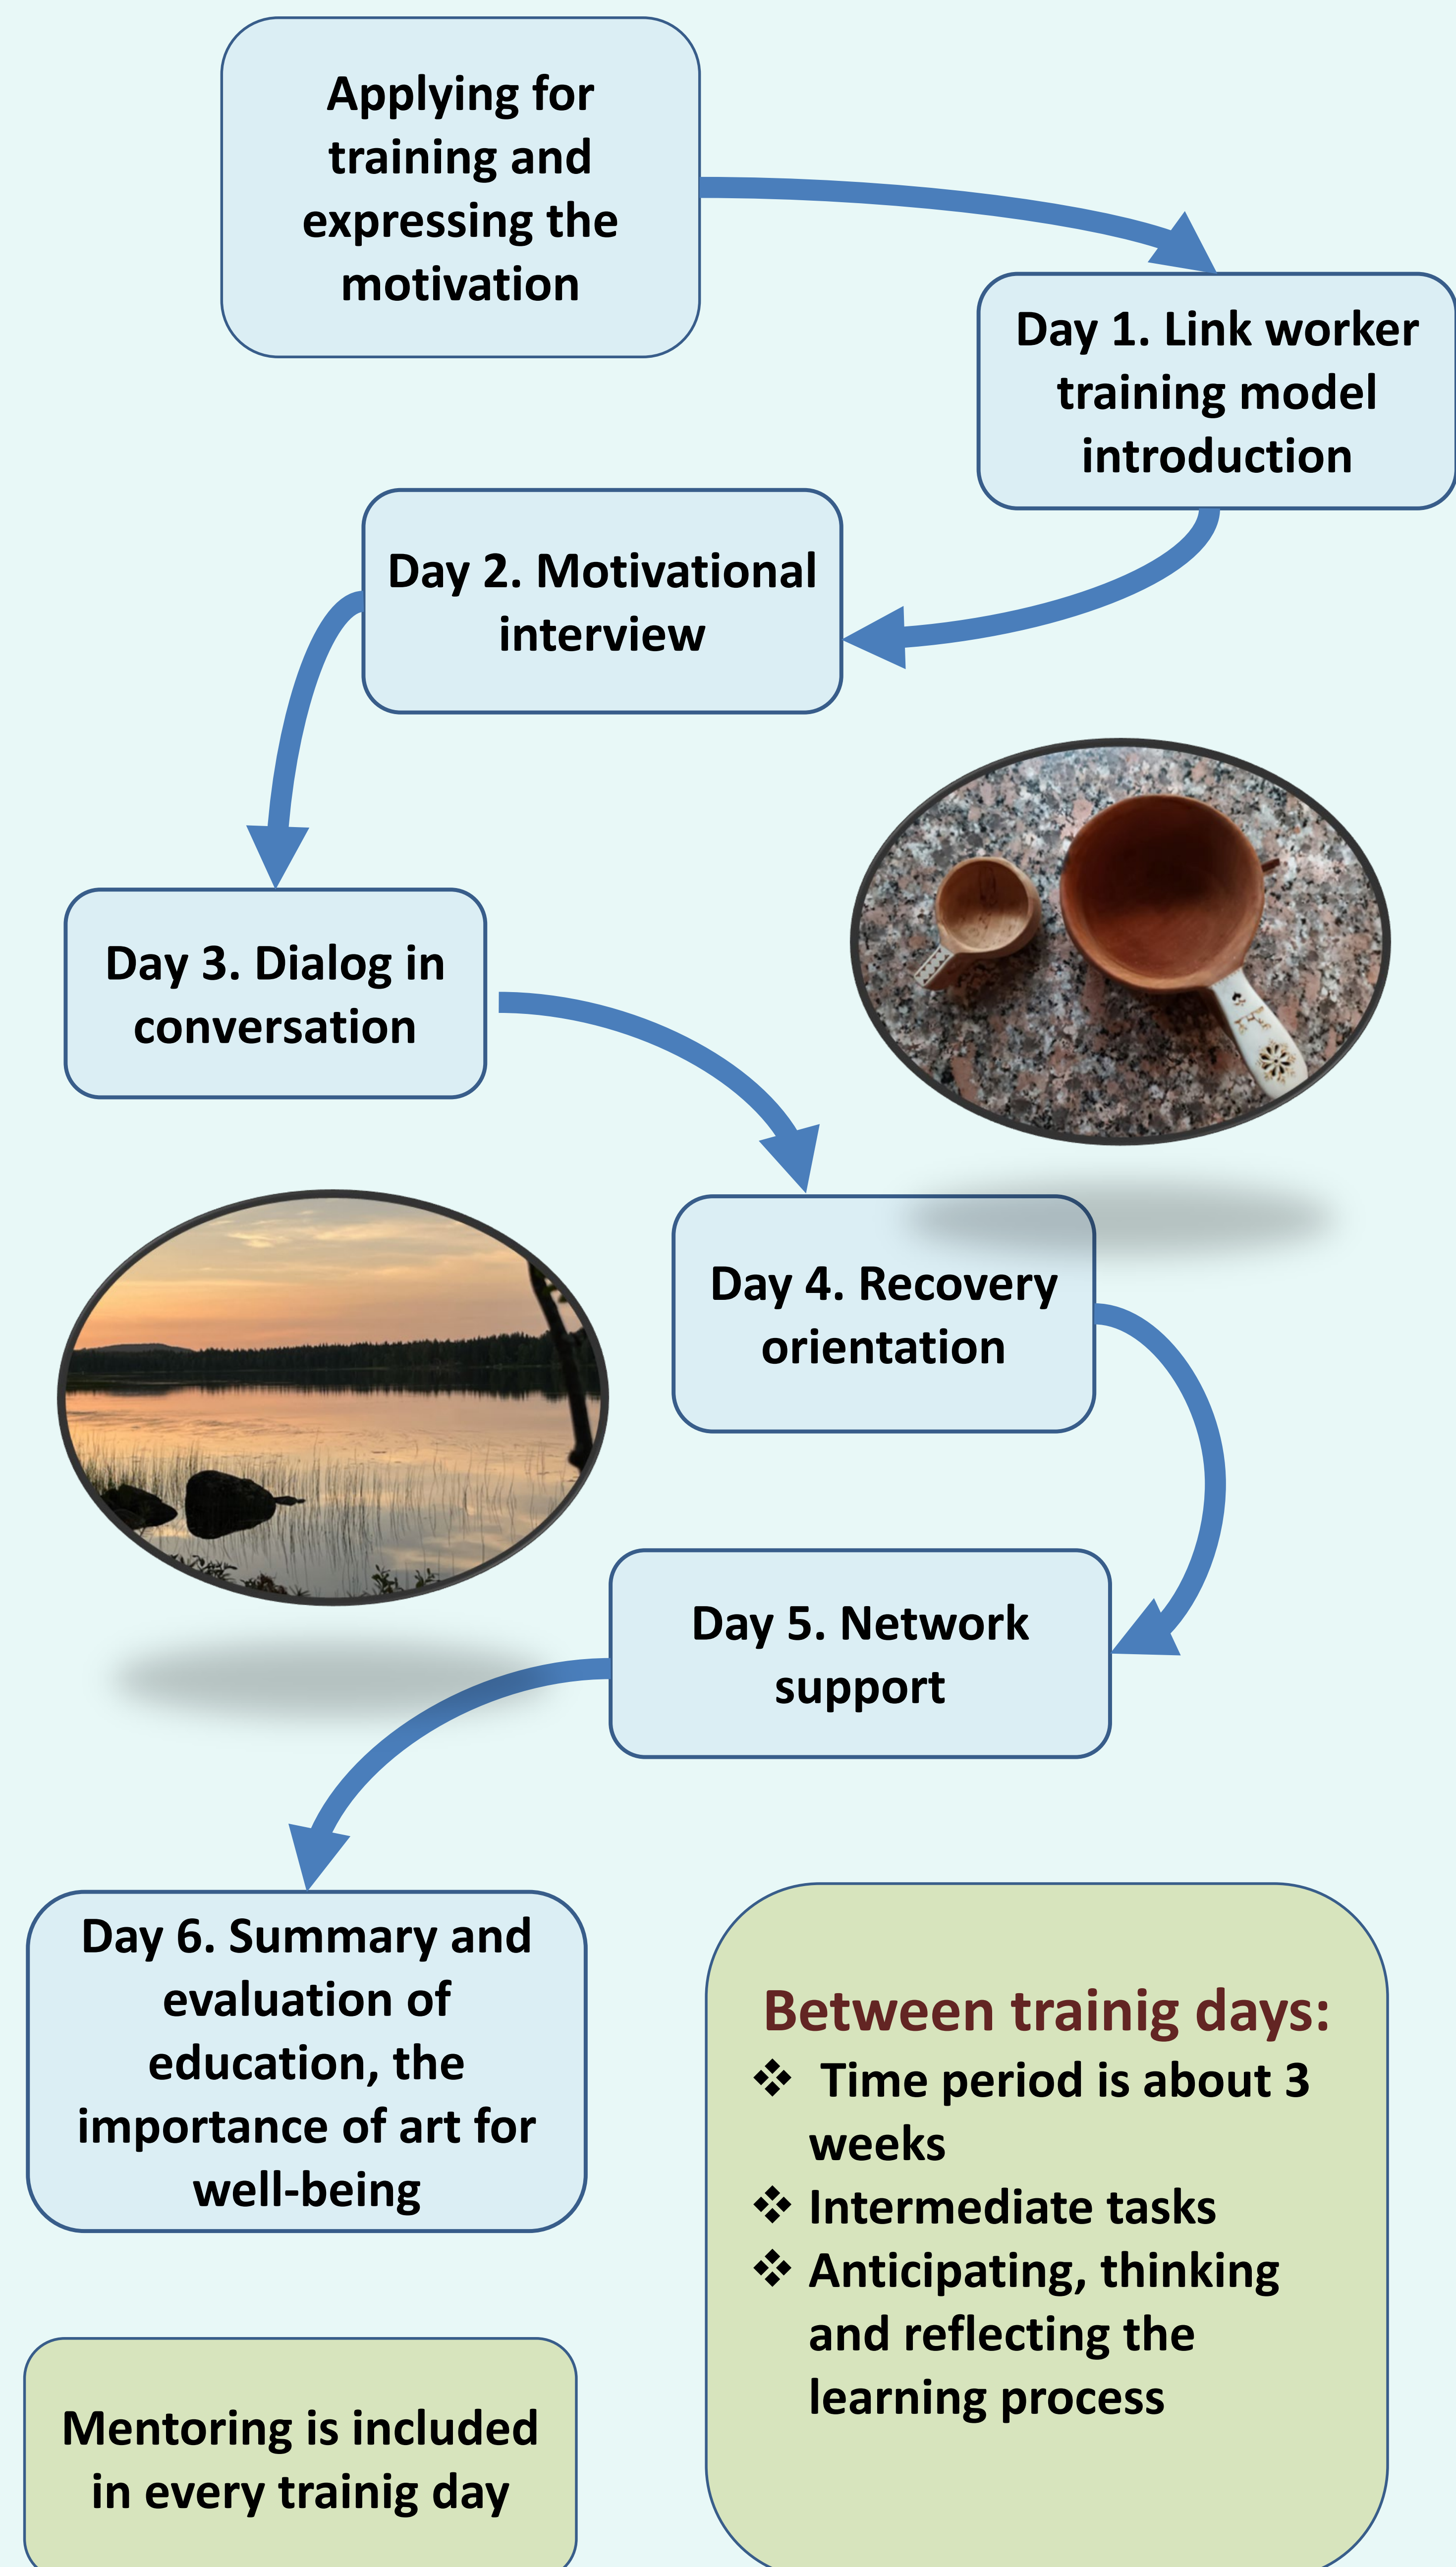 Applying for
training and
expressing the
motivation
Day 1. Link worker
training model
introduction
Day 2. Motivational
interview
Day 3. Dialog in
conversation
Day 4. Recovery
orientation
Day 5. Network
support
Day 6. Summary and
evaluation of
education, the
importance of art for
well-being
Between trainig days:
❖ Time period is about 3
weeks
❖ Intermediate tasks
❖ Anticipating, thinking
and reflecting the
learning process
Mentoring is included
in every trainig day